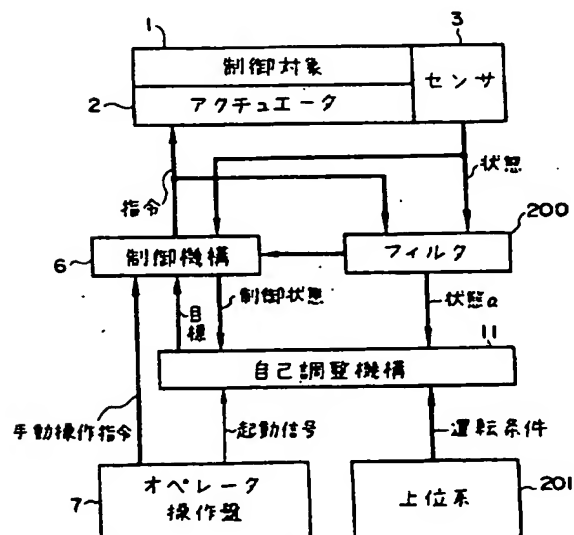 1
3
制御対象
センサ
2
アクチュエータ
状態
指令
200
6
制御機構
フィルタ
制御状態
状態a
目標
11
自己調整機構
手動操作指令
起動信号
運転条件
7
オペレータ
操作盤
上位系
201